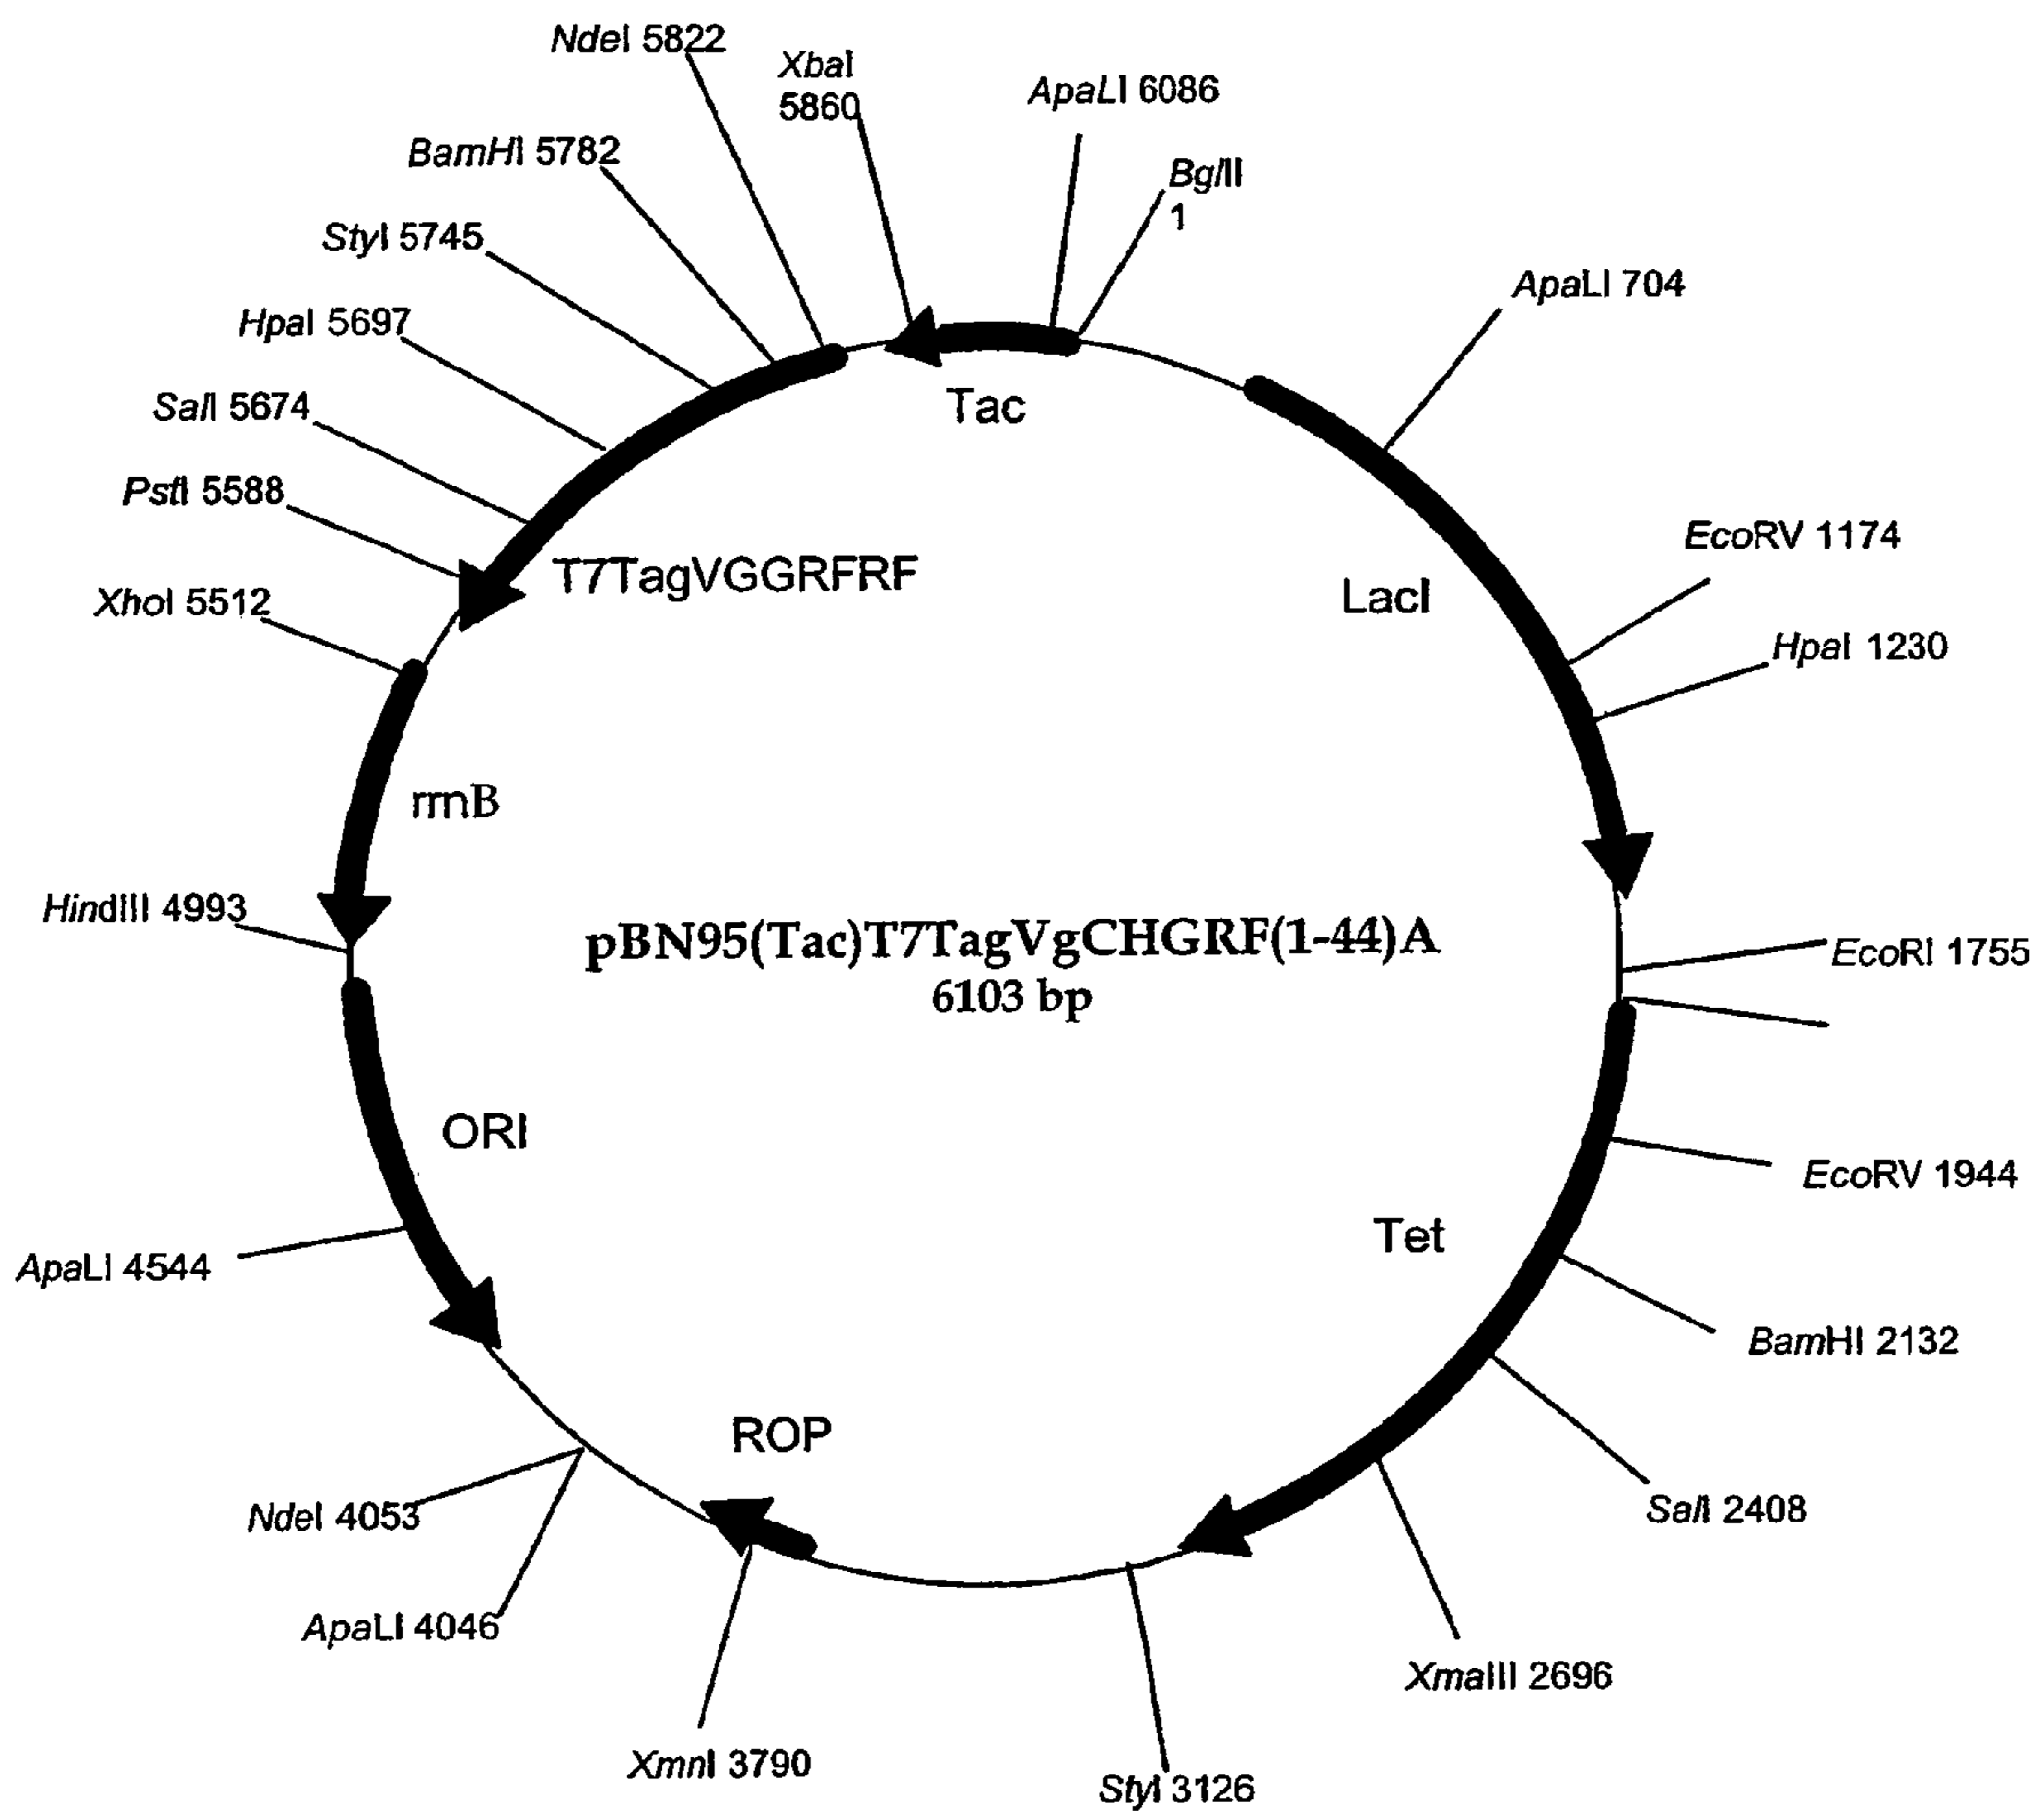 NdeI 5822
XbaI
5860
ApaLI 6086
BamHI 5782
BglII
1
StyI 5745
ApaLI 704
HpaI 5697
Tac
SalI 5674
PstI 5588
EcoRV 1174
T7TagVGGRFRF
LacI
XhoI 5512
HpaI 1230
rrnB
HindIII 4993
pBN95(Tac)T7TagVgCHGRF(1-44)A
6103 bp
EcoRI 1755
ORI
EcoRV 1944
Tet
ApaLI 4544
BamHI 2132
ROP
SalI 2408
NdeI 4053
ApaLI 4046
XmaIII 2696
XmnI 3790
StyI 3126